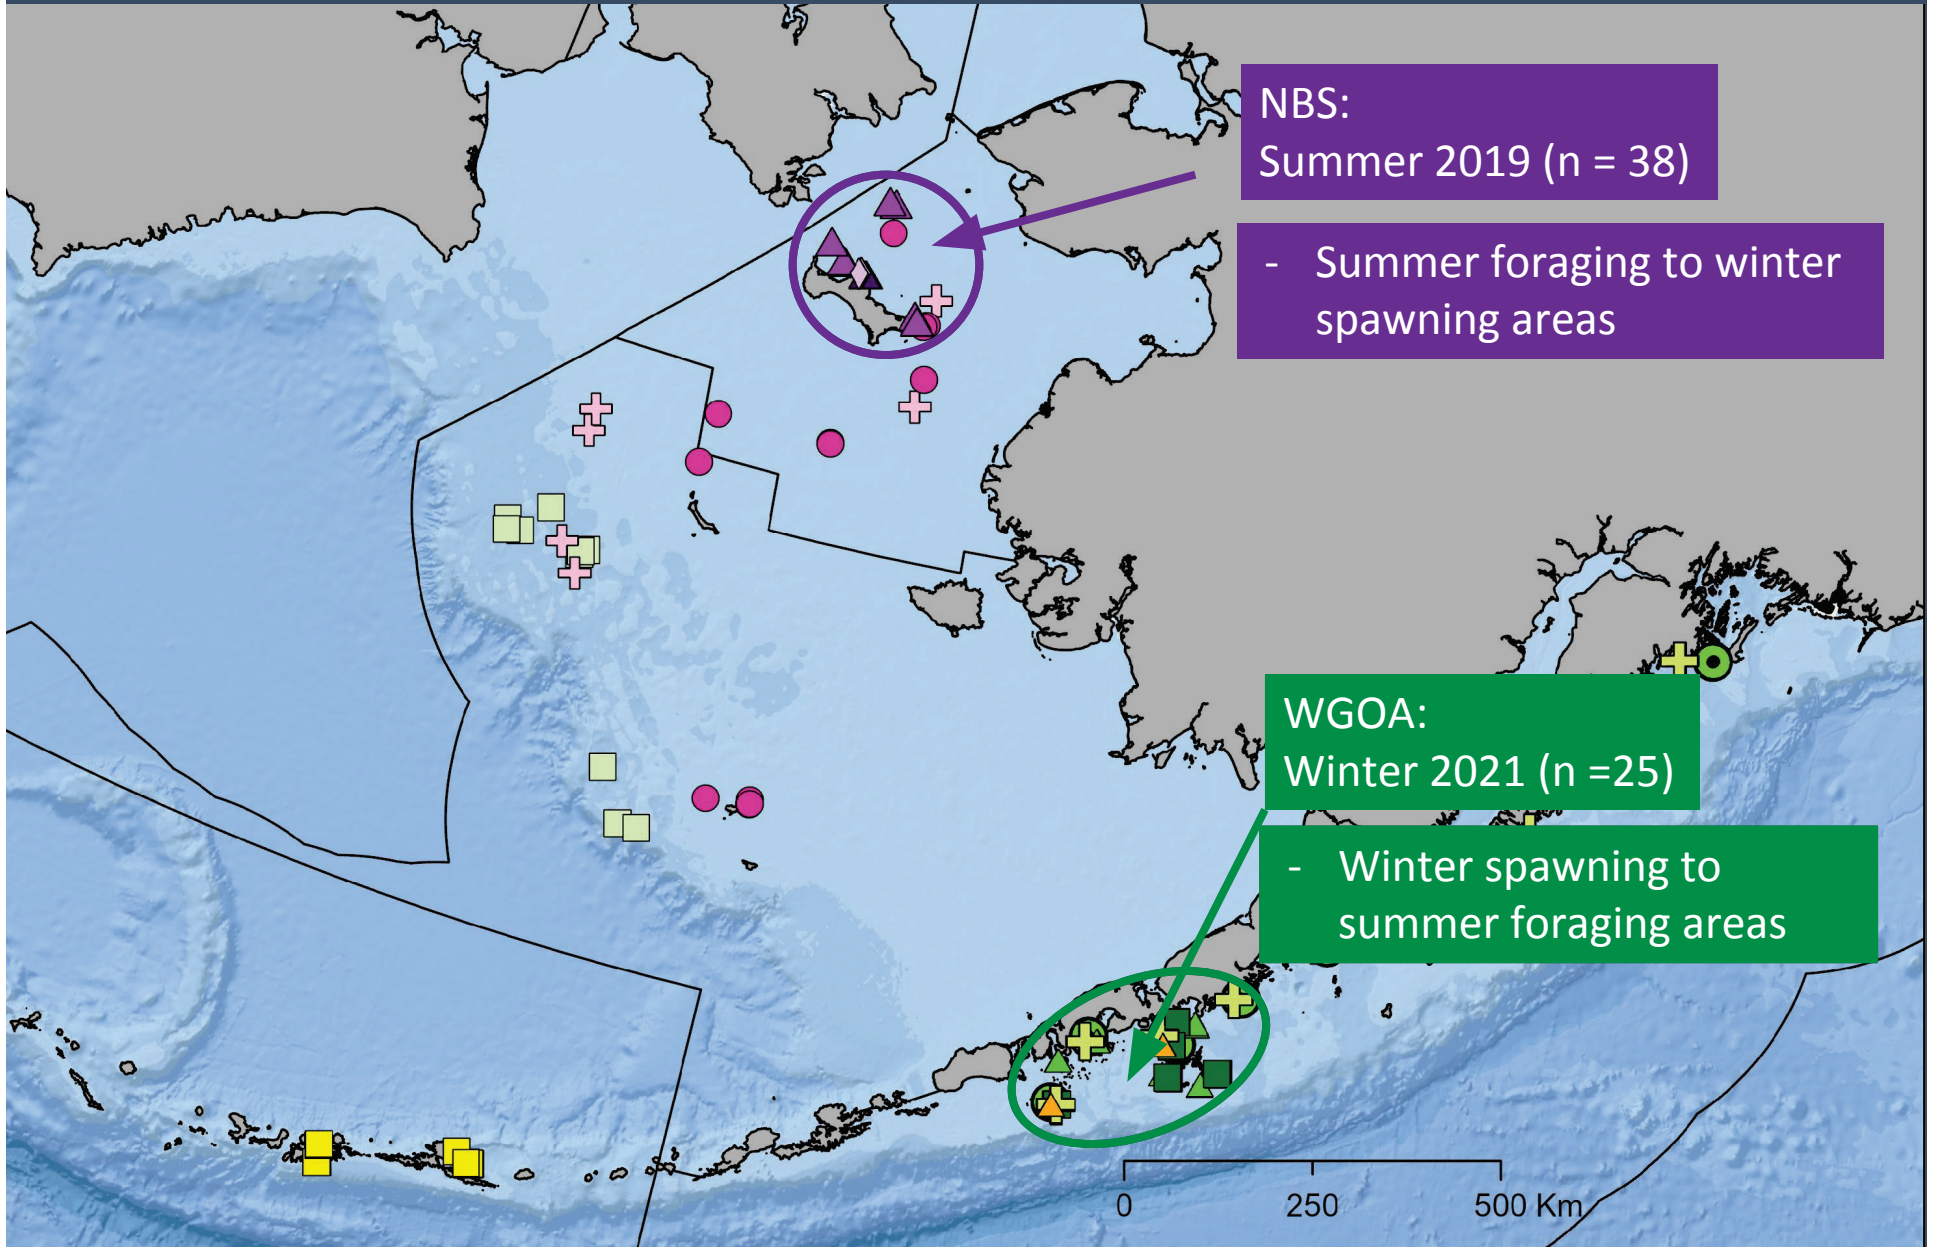 NBS:
Summer 2019 (n = 38)
- Summer foraging to winter
spawning areas
WGOA:
Winter 2021 (n =25)
- Winter spawning to
summer foraging areas
0 250 500 Km